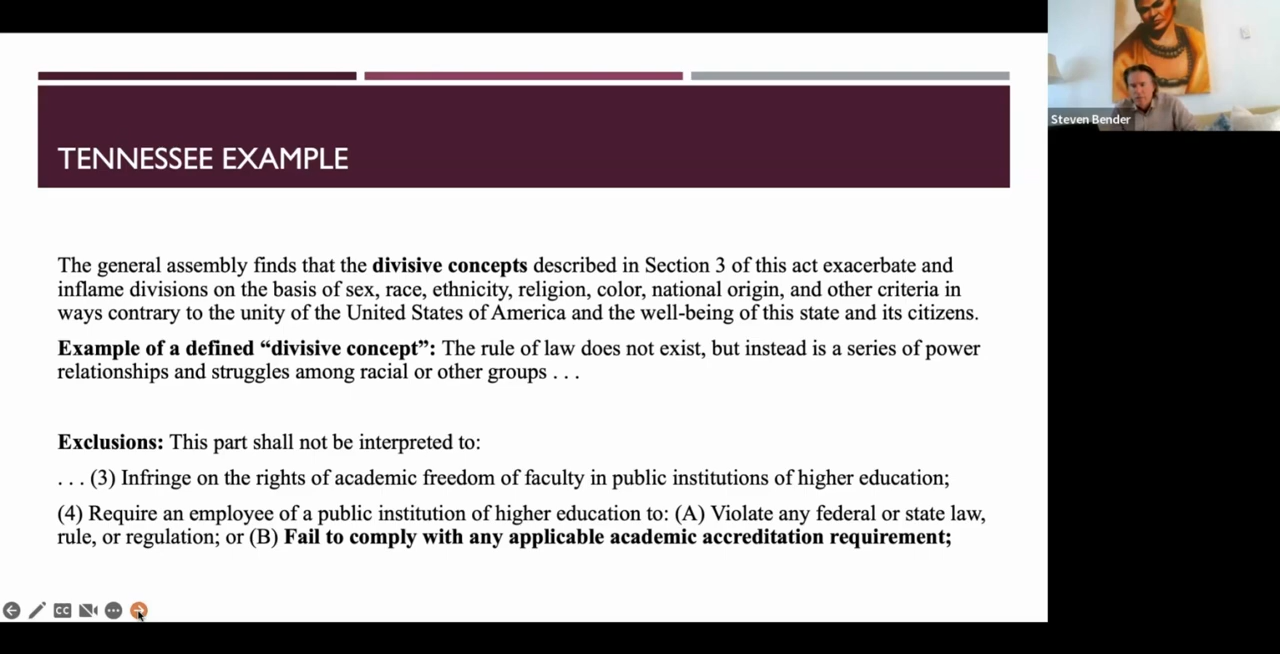 TENNESSEE EXAMPLE
The general assembly finds that the divisive concepts described in Section 3 of this act exacerbate and
inflame divisions on the basis of sex, race, ethnicity, religion, color, national origin, and other criteria in
ways contrary to the unity of the United States of America and the well-being of this state and its citizens.
Example of a defined “divisive concept”: The rule of law does not exist, but instead is a series of power
relationships and struggles among racial or other groups . . .
Exclusions: This part shall not be interpreted to:
. . . (3) Infringe on the rights of academic freedom of faculty in public institutions of higher education;
(4) Require an employee of a public institution of higher education to: (A) Violate any federal or state law,
rule, or regulation; or (B) Fail to comply with any applicable academic accreditation requirement;
CC
Steven Bender